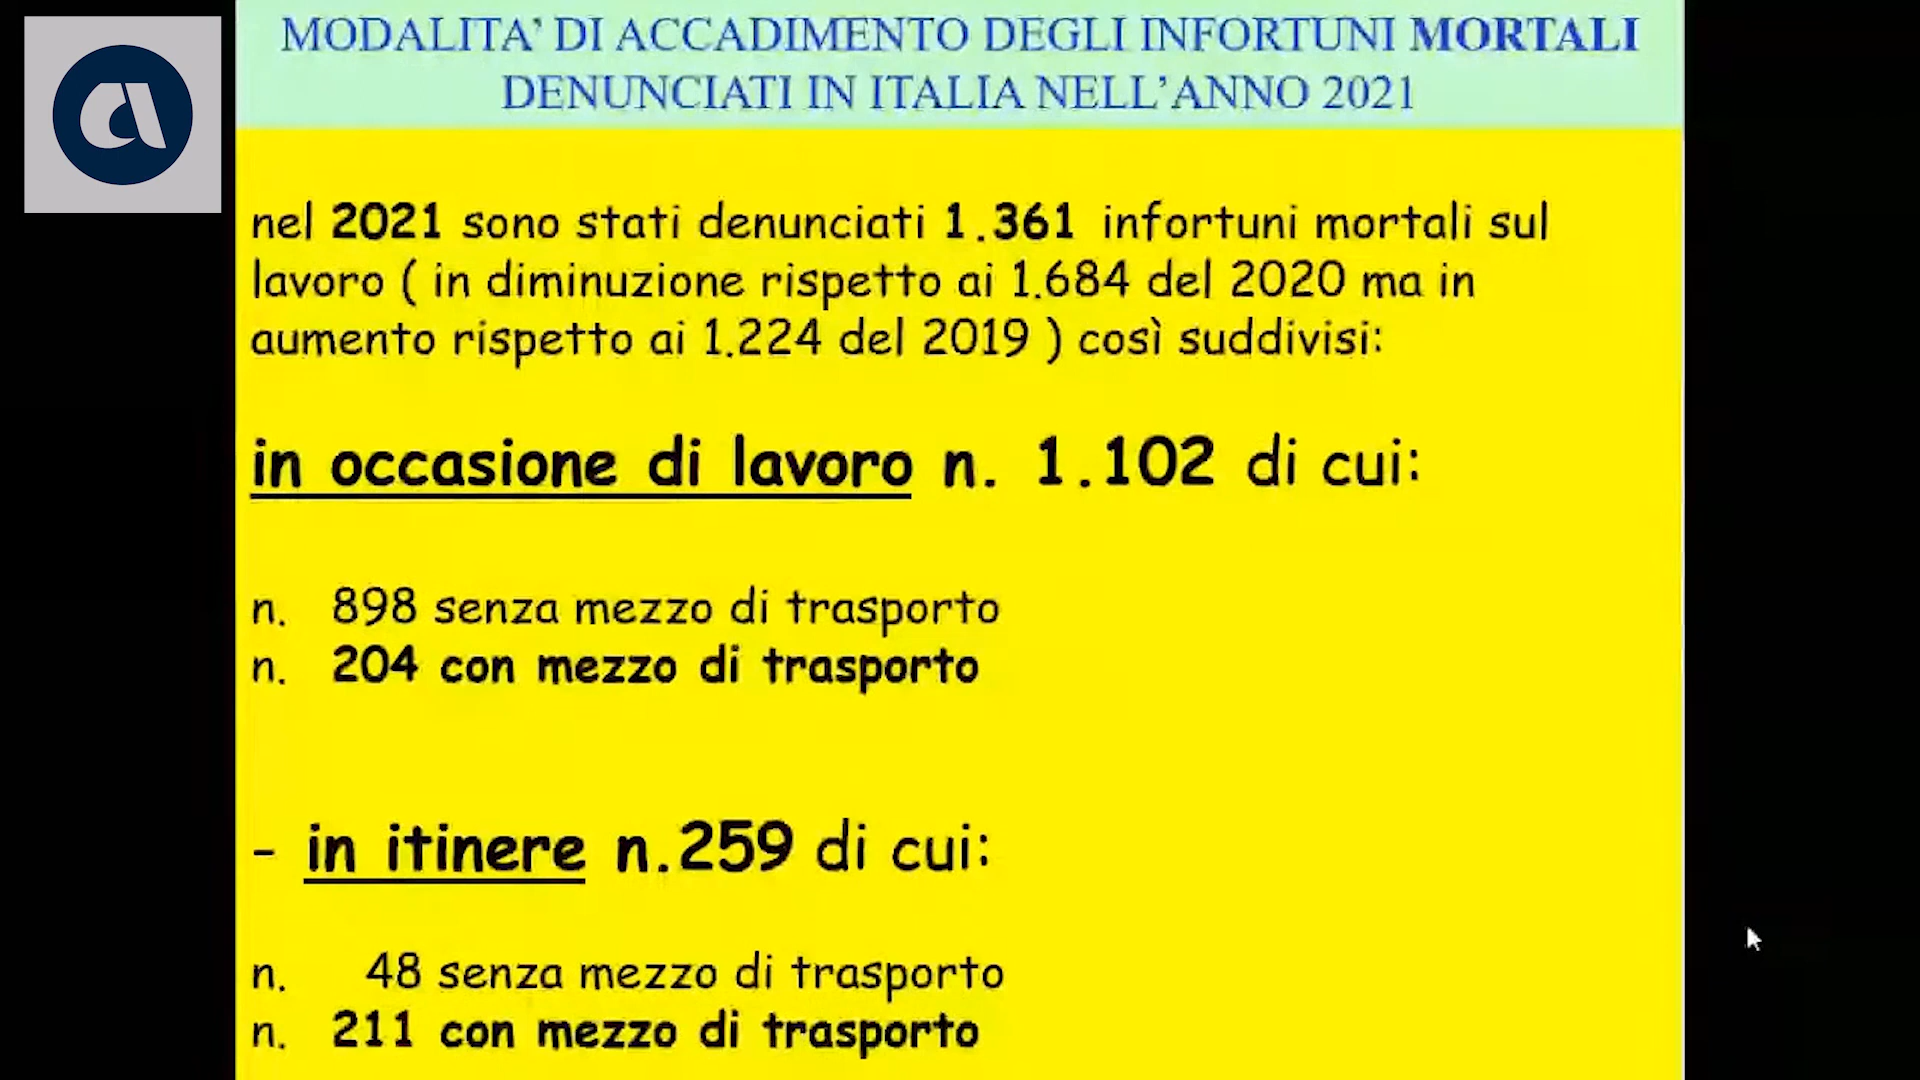 MODALITA' DI ACCADIMENTO DEGLI INFORTUNI MORTALI
DENUNCIATI IN ITALIA NELL'ANNO 2021
nel 2021 sono stati denunciati 1.361 infortuni mortali sul
lavoro ( in diminuzione rispetto ai 1.684 del 2020 ma in
aumento rispetto ai 1.224 del 2019 ) così suddivisi:
in occasione di lavoro n. 1.102 di cui:
n. 898 senza mezzo di trasporto
n. 204 con mezzo di trasporto
- in itinere n.259 di cui:
n. 48 senza mezzo di trasporto
n. 211 con mezzo di trasporto